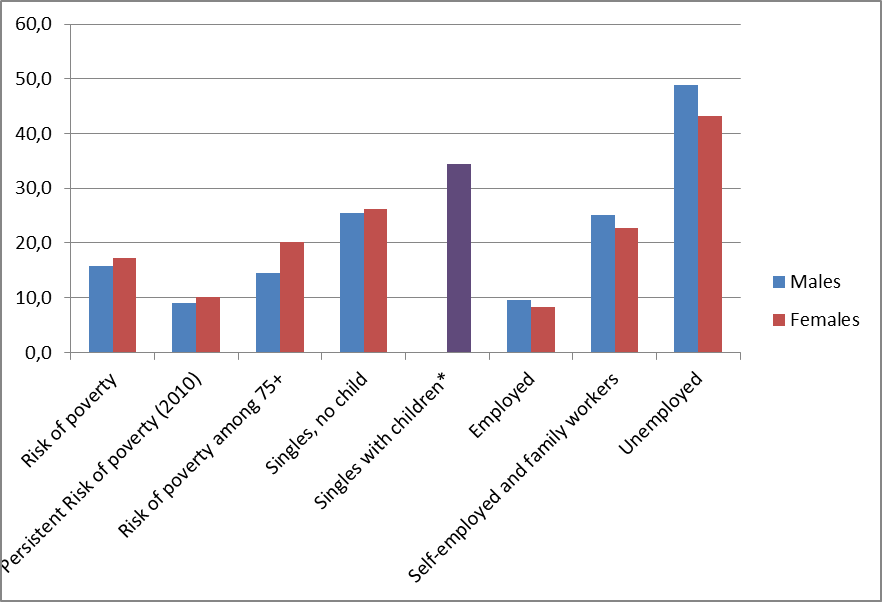 60,0
50,0
40,0
30,0
20,0
10,0
0,0
Risk of poverty
Persistent Risk of poverty (2010)
Risk of poverty among 75+
Singles, no child
Singles with children*
Employed
Self-employed and family workers
Unemployed
Males
Females